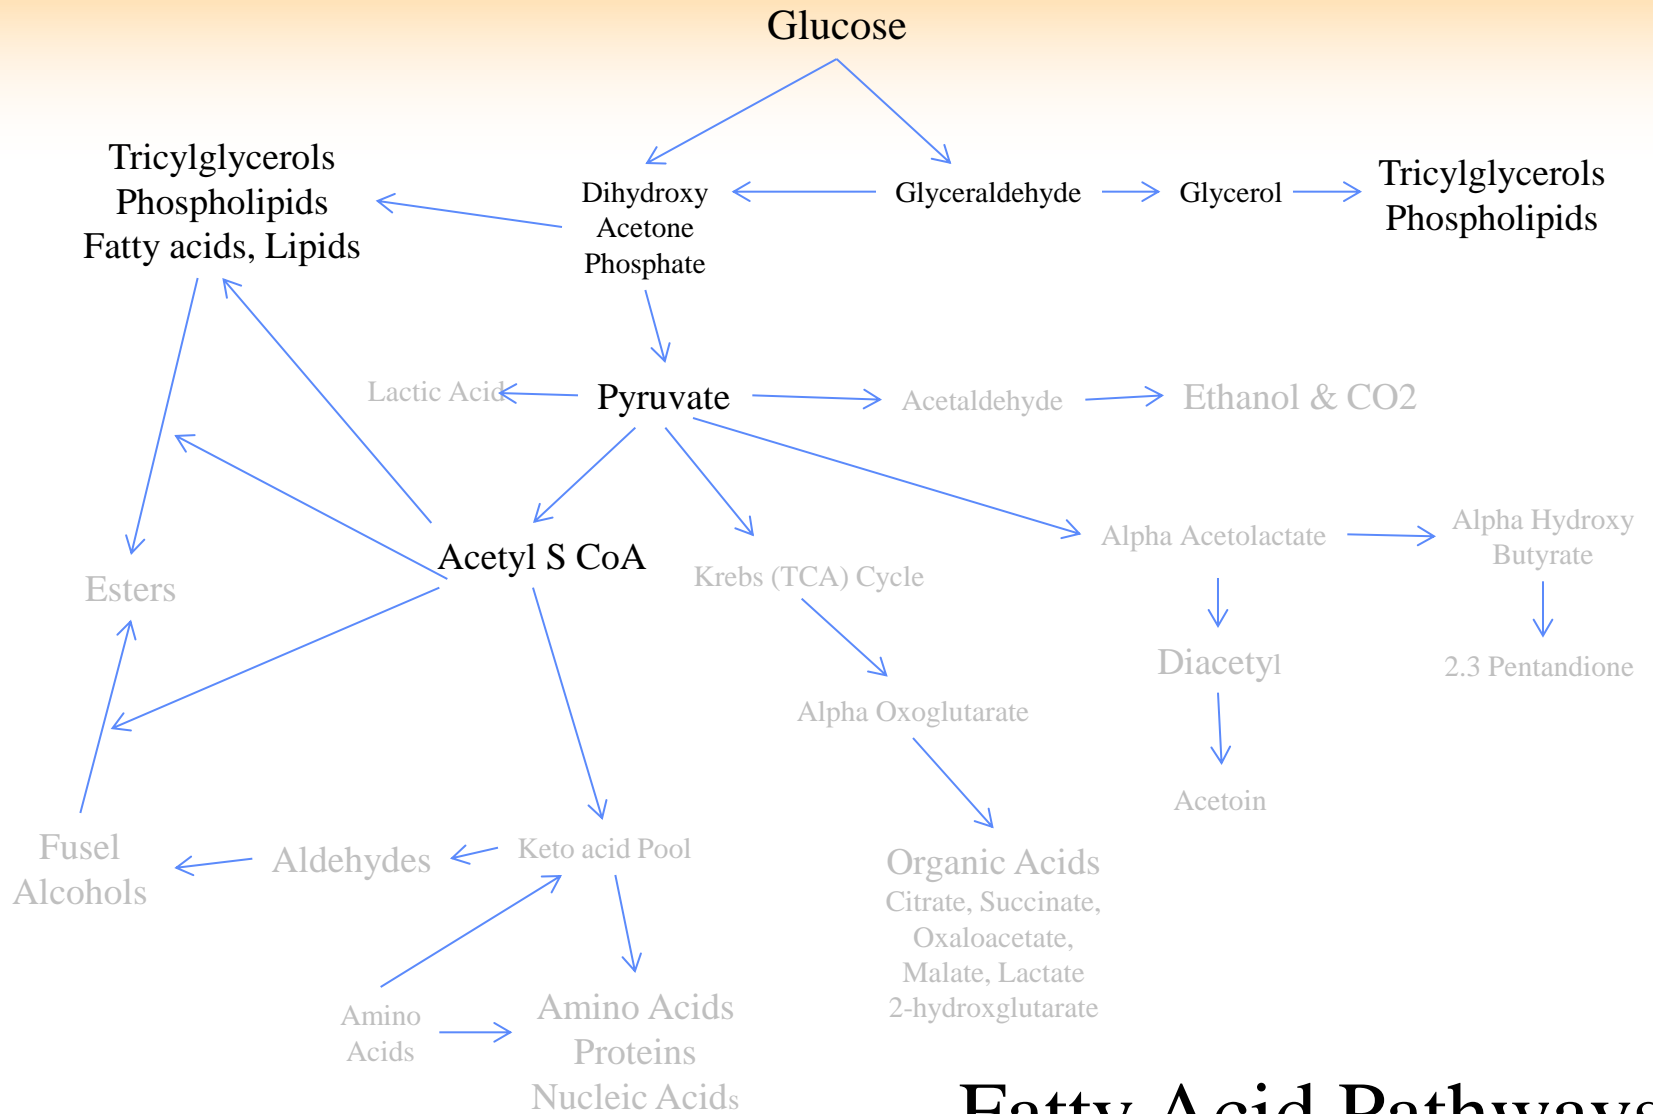 Glucose
Tricylglycerols
Phospholipids
Fatty acids, Lipids
Dihydroxy
Acetone
Phosphate
Glyceraldehyde
Glycerol
Tricylglycerols
Phospholipids
Lactic Acid
Pyruvate
Acetaldehyde
Ethanol & CO2
Acetyl S CoA
Krebs (TCA) Cycle
Alpha Acetolactate
Alpha Hydroxy
Butyrate
Esters
Diacetyl
2.3 Pentandione
Alpha Oxoglutarate
Acetoin
Fusel
Alcohols
Aldehydes
Keto acid Pool
Organic Acids
Citrate, Succinate,
Oxaloacetate,
Malate, Lactate
2-hydroxglutarate
Amino
Acids
Amino Acids
Proteins
Nucleic Acids
Fatty Acid Pathways